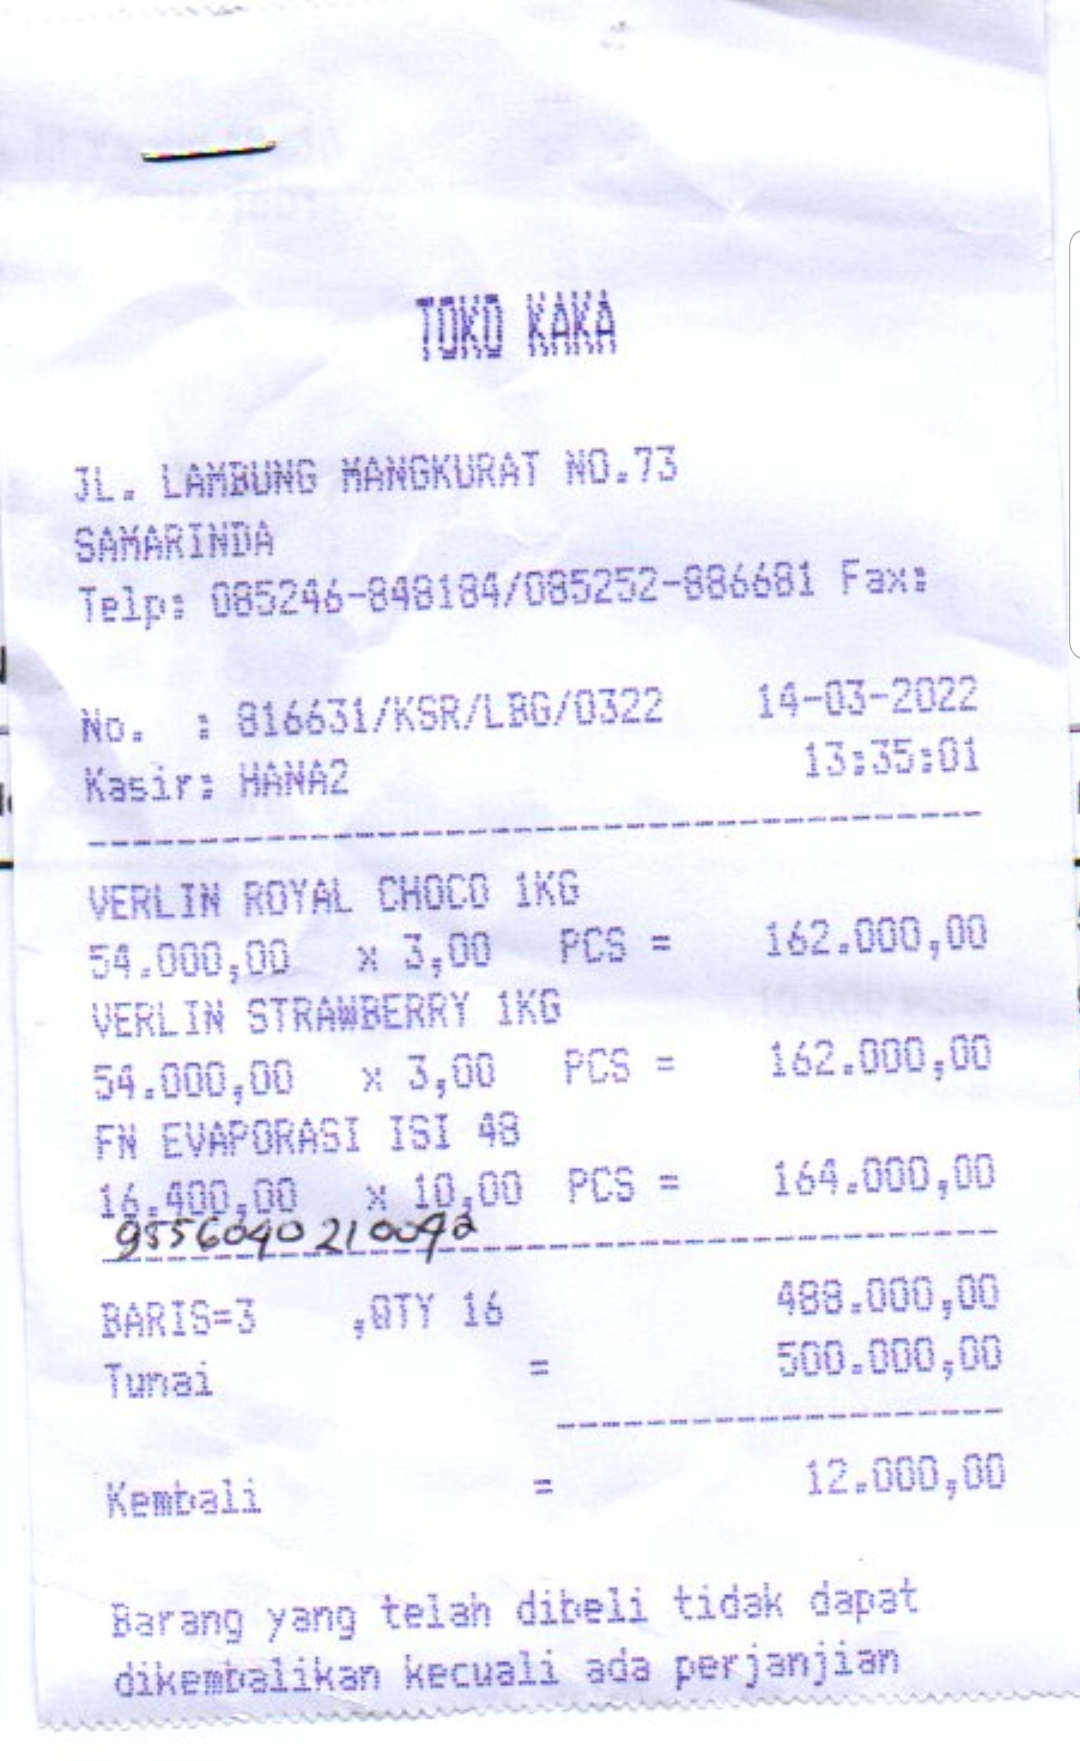 TOKO KAKA
JL. LAMBUNG MANGKURAT NO.73
SAMARINDA
Telp: 085246-848184/085252-886681 Fax:
No. : 816631/KSR/LBG/0322 14-03-2022
Kasir: HANA2 13:35:01
VERLIN ROYAL CHOCO 1KG
54.000,00 x 3,00 PCS = 162.000,00
VERLIN STRAWBERRY 1KG
54.000,00 x 3,00 PCS = 162.000,00
FN EVAPORASI ISI 48
16.400,00 x 10,00 PCS = 164.000,00
9556040210092
BARIS=3 ,QTY 16 488.000,00
Tunai = 500.000,00
Kembali = 12.000,00
Barang yang telah dibeli tidak dapat
dikembalikan kecuali ada perjanjian